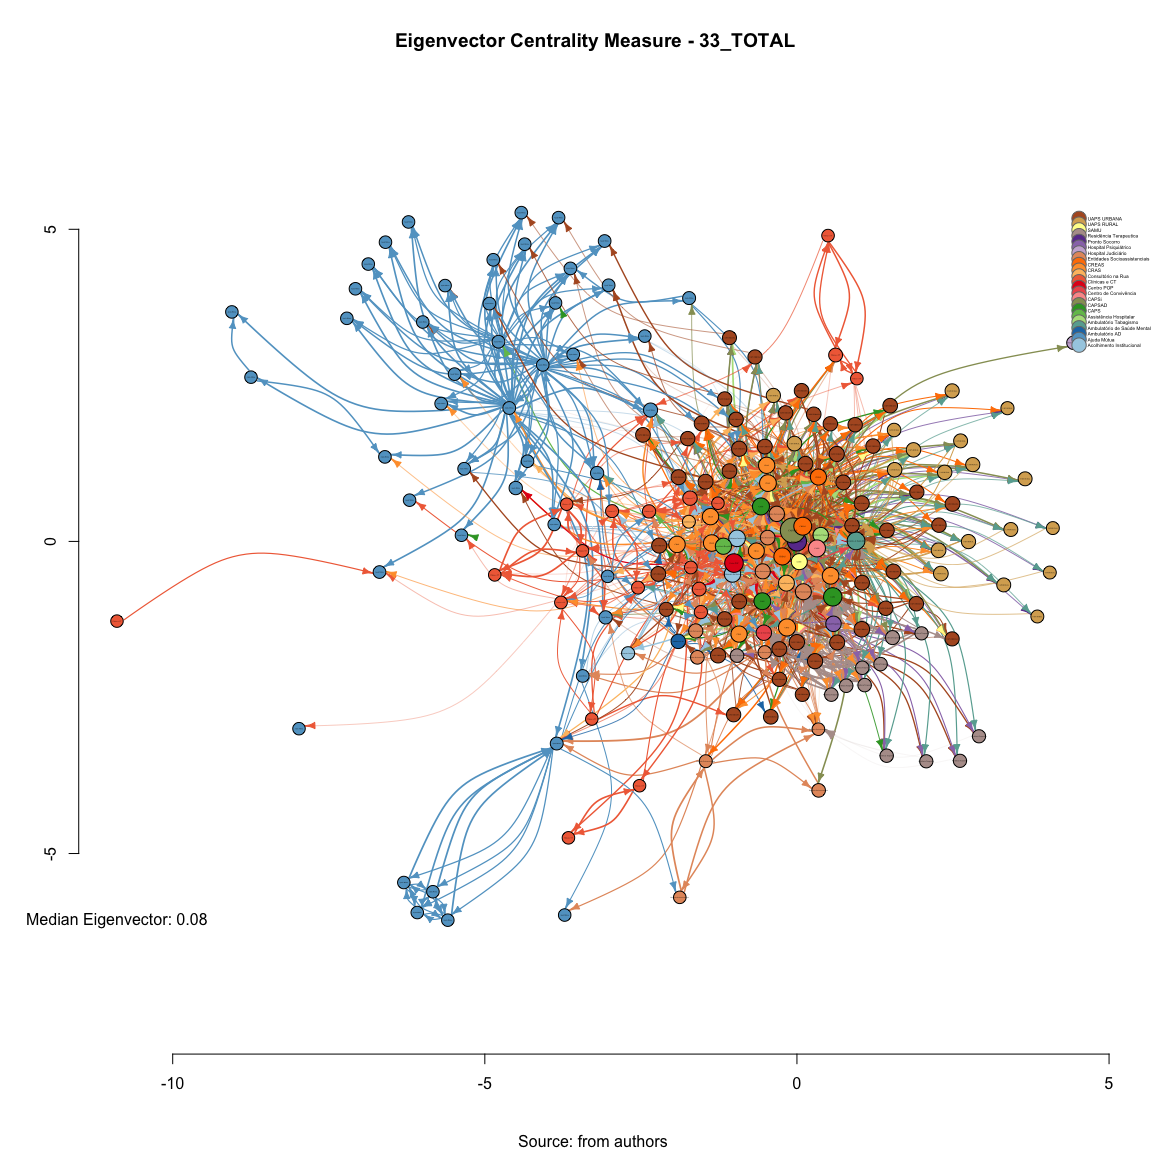 Eigenvector Centrality Measure - 33_TOTAL
5
0
-5
UAPS URBANA
UAPS RURAL
SAMU
Residência Terapeutica
Pronto Socorro
Hospital Psiquiátrico
Hospital Judiciário
Entidades Socioassistenciais
CREAS
CRAS
Consultório na Rua
Clínicas e CT
Centro POP
Centro de Convivência
CAPSi
CAPSAD
CAPS
Assistência Hospitalar
Ambulatório Tabagismo
Ambulatório de Saúde Mental
Ambulatório AD
Ajuda Mútua
Acolhimento Institucional
Median Eigenvector: 0.08
-10
-5
0
5
Source: from authors